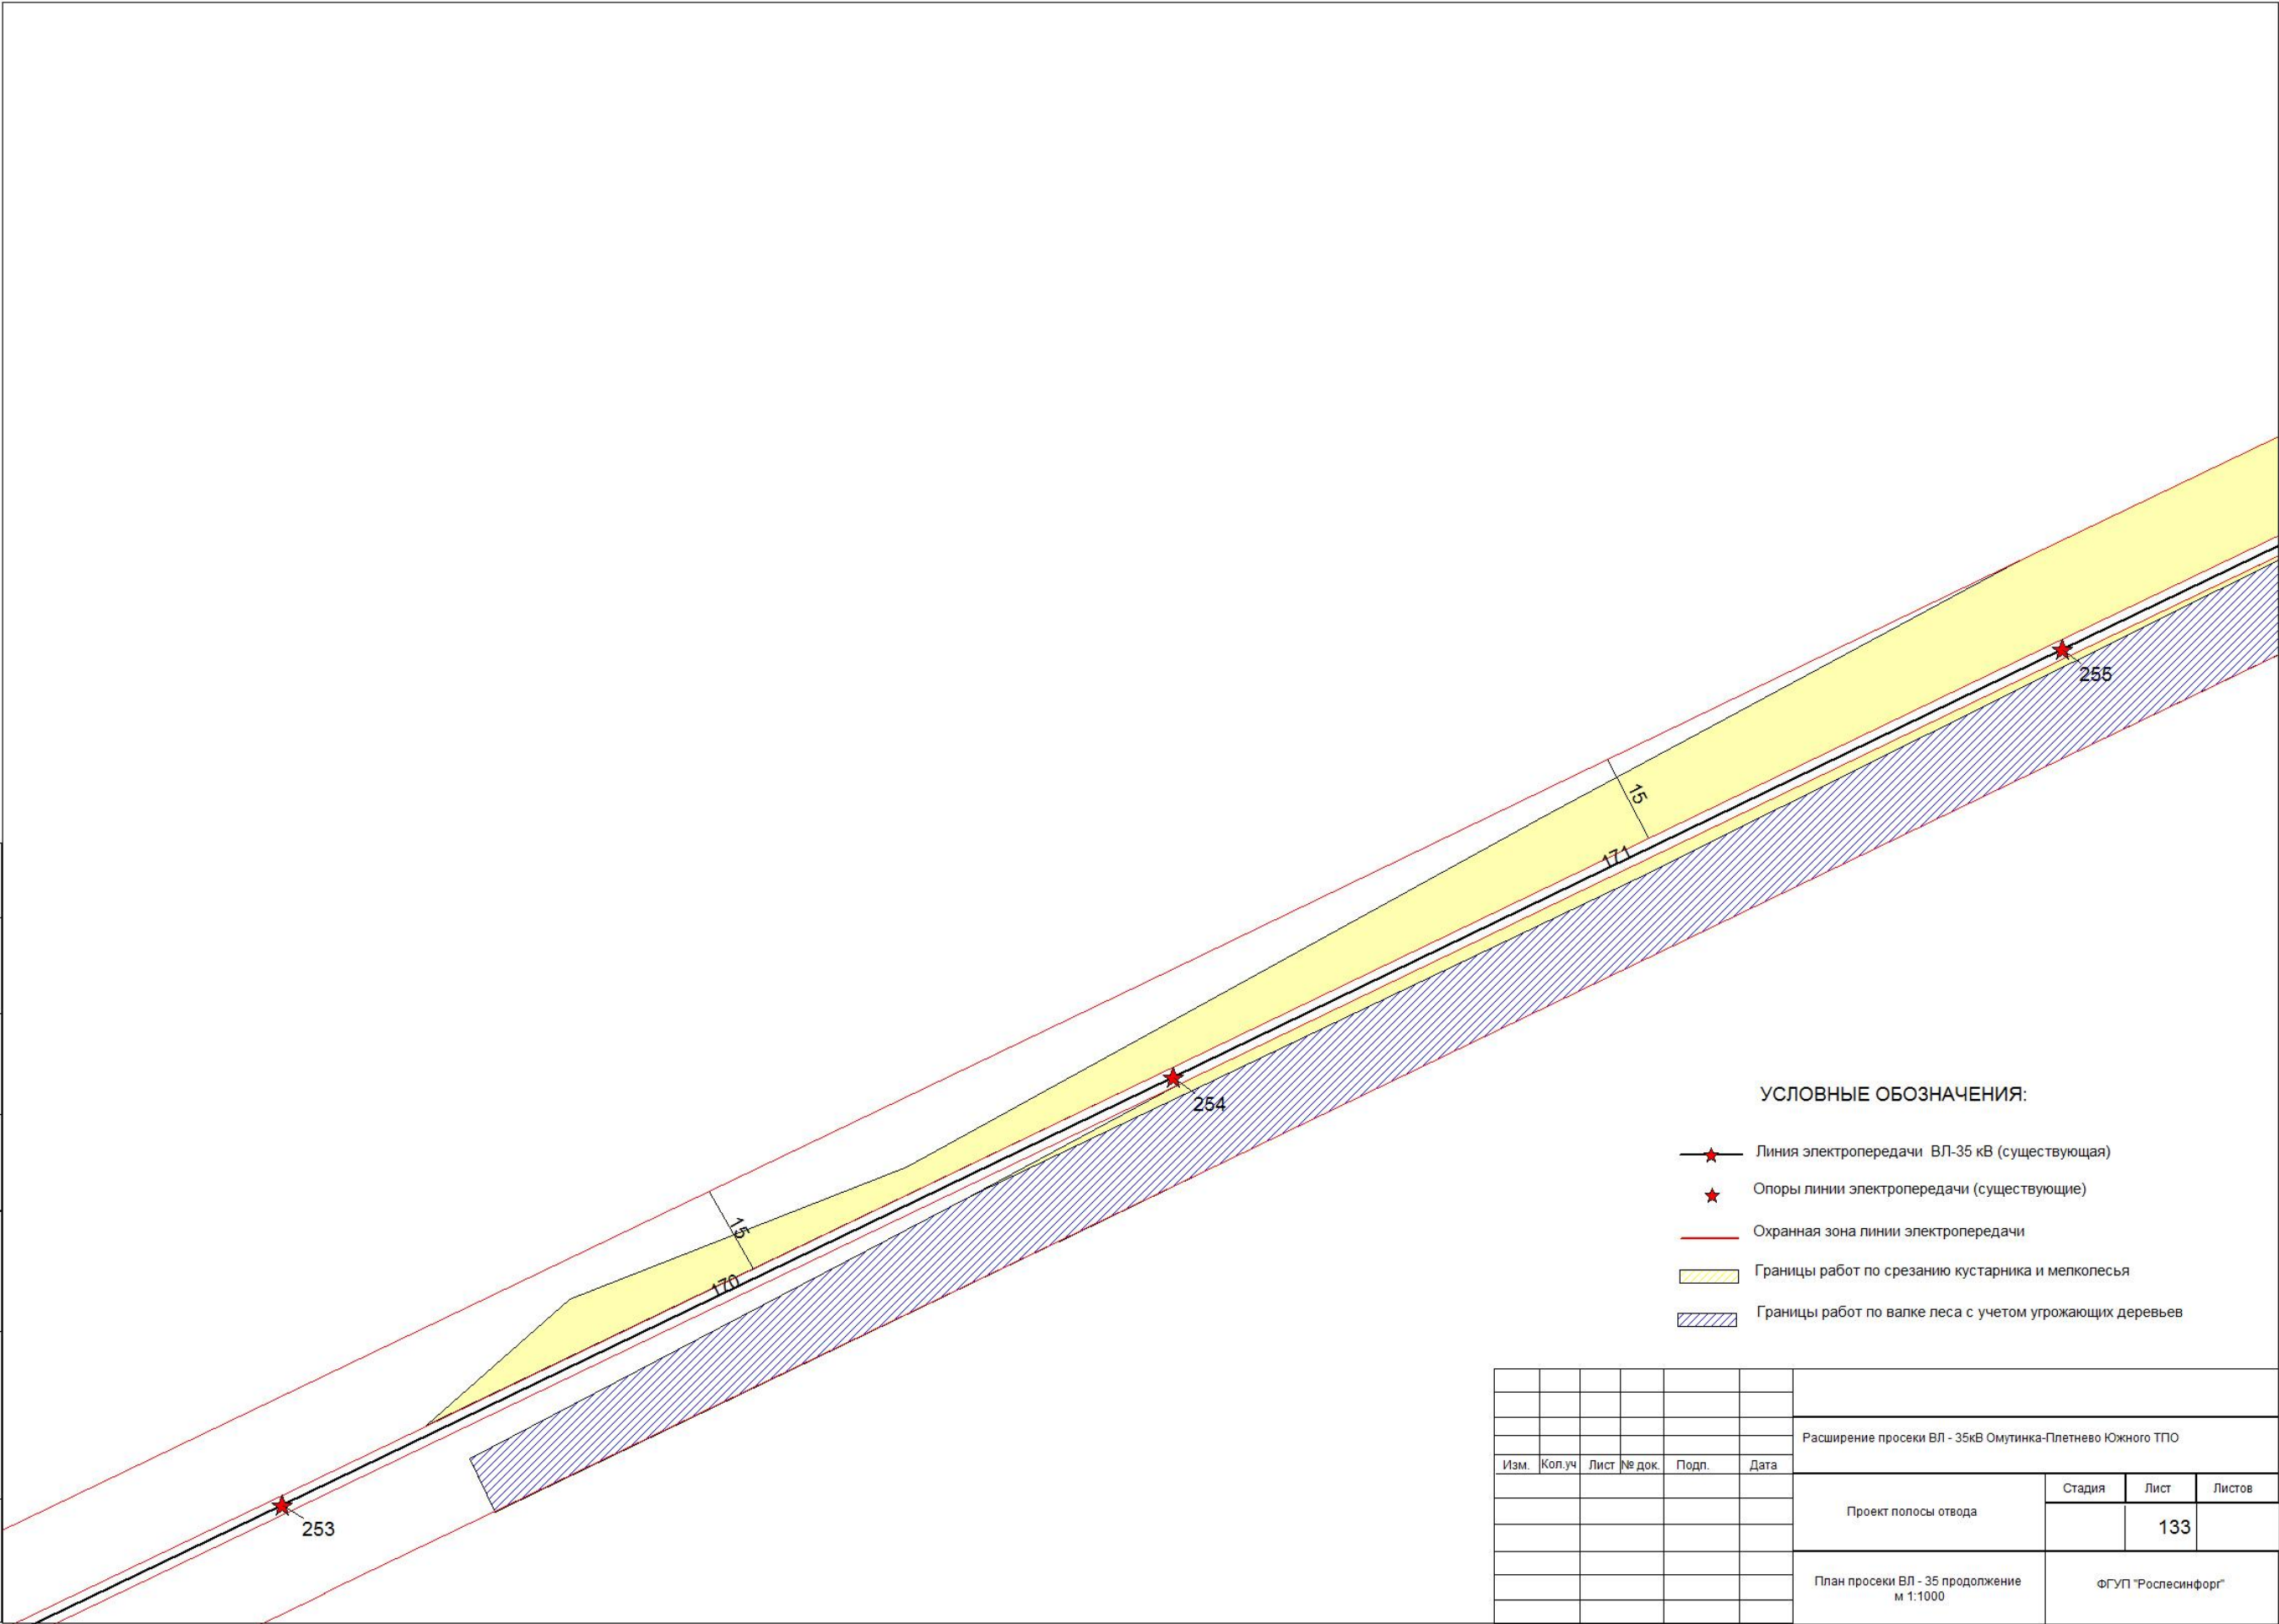 255
15
171
254
15
170
253
УСЛОВНЫЕ ОБОЗНАЧЕНИЯ:
Линия электропередачи ВЛ-35 кВ (существующая)
Опоры линии электропередачи (существующие)
Охранная зона линии электропередачи
Границы работ по срезанию кустарника и мелколесья
Границы работ по валке леса с учетом угрожающих деревьев
Расширение просеки ВЛ - 35кВ Омутинка-Плетнево Южного ТПО
Изм. Кол.уч Лист № док. Подп. Дата
Проект полосы отвода
Стадия Лист Листов
133
План просеки ВЛ - 35 продолжение
м 1:1000
ФГУП "Рослесинфорг"